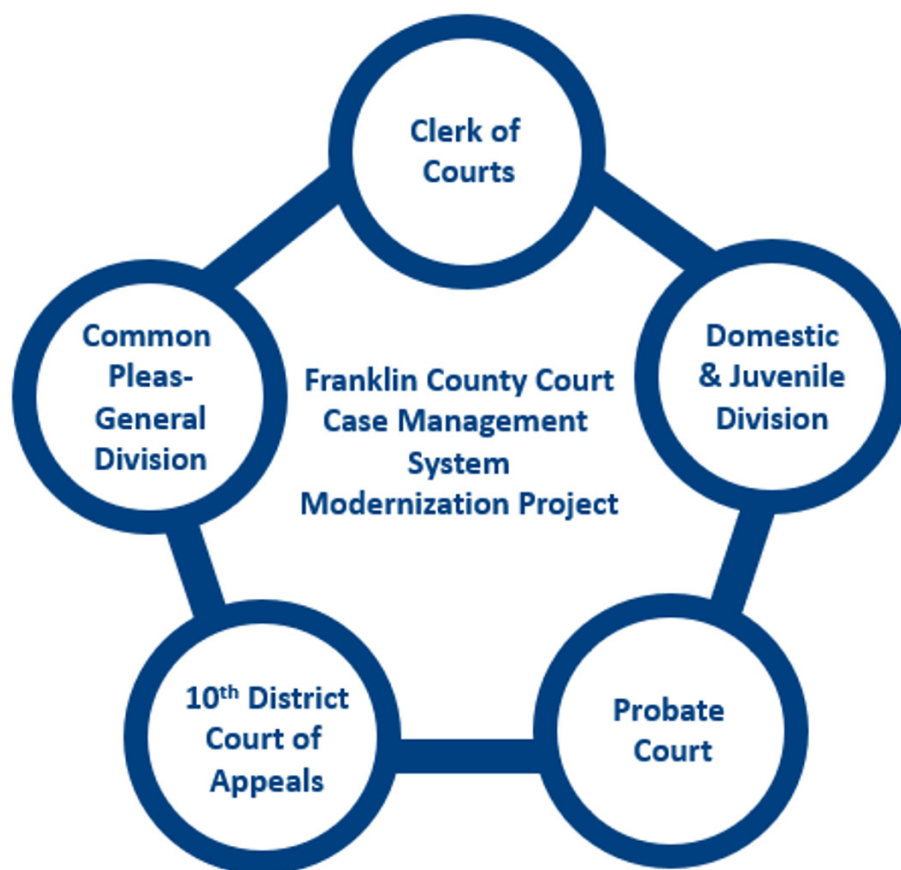 Clerk of
Courts
Common
Pleas-
General
Division
Franklin County Court
Case Management
System
Modernization Project
Domestic
& Juvenile
Division
10th District
Court of
Appeals
Probate
Court